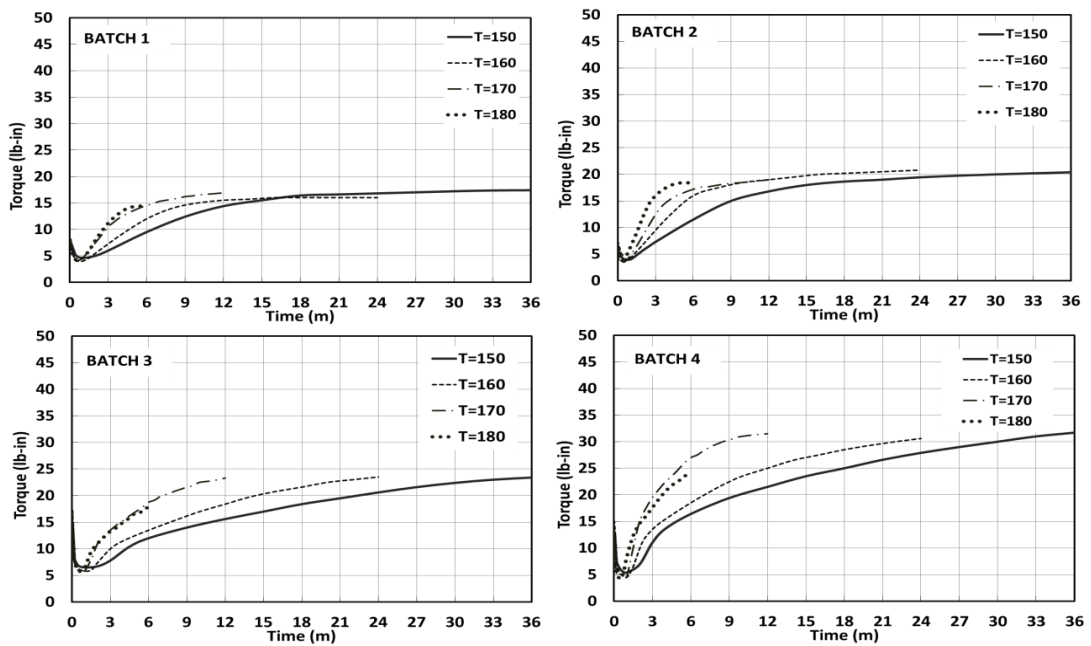 BATCH 1
T=150
T=160
T=170
T=180
Torque (lb-in)
50
45
40
35
30
25
20
15
10
5
0
0 3 6 9 12 15 18 21 24 27 30 33 36
Time (m)
BATCH 2
T=150
T=160
T=170
T=180
Torque (lb-in)
50
45
40
35
30
25
20
15
10
5
0
0 3 6 9 12 15 18 21 24 27 30 33 36
Time (m)
BATCH 3
T=150
T=160
T=170
T=180
Torque (lb-in)
50
45
40
35
30
25
20
15
10
5
0
0 3 6 9 12 15 18 21 24 27 30 33 36
Time (m)
BATCH 4
T=150
T=160
T=170
T=180
Torque (lb-in)
50
45
40
35
30
25
20
15
10
5
0
0 3 6 9 12 15 18 21 24 27 30 33 36
Time (m)